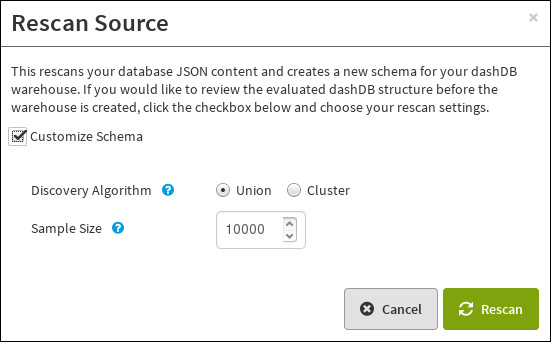 Rescan Source
This rescans your database JSON content and creates a new schema for your dashDB
warehouse. If you would like to review the evaluated dashDB structure before the
warehouse is created, click the checkbox below and choose your rescan settings.
Customize Schema
Discovery Algorithm ? Union Cluster
Sample Size ? 10000
Cancel Rescan